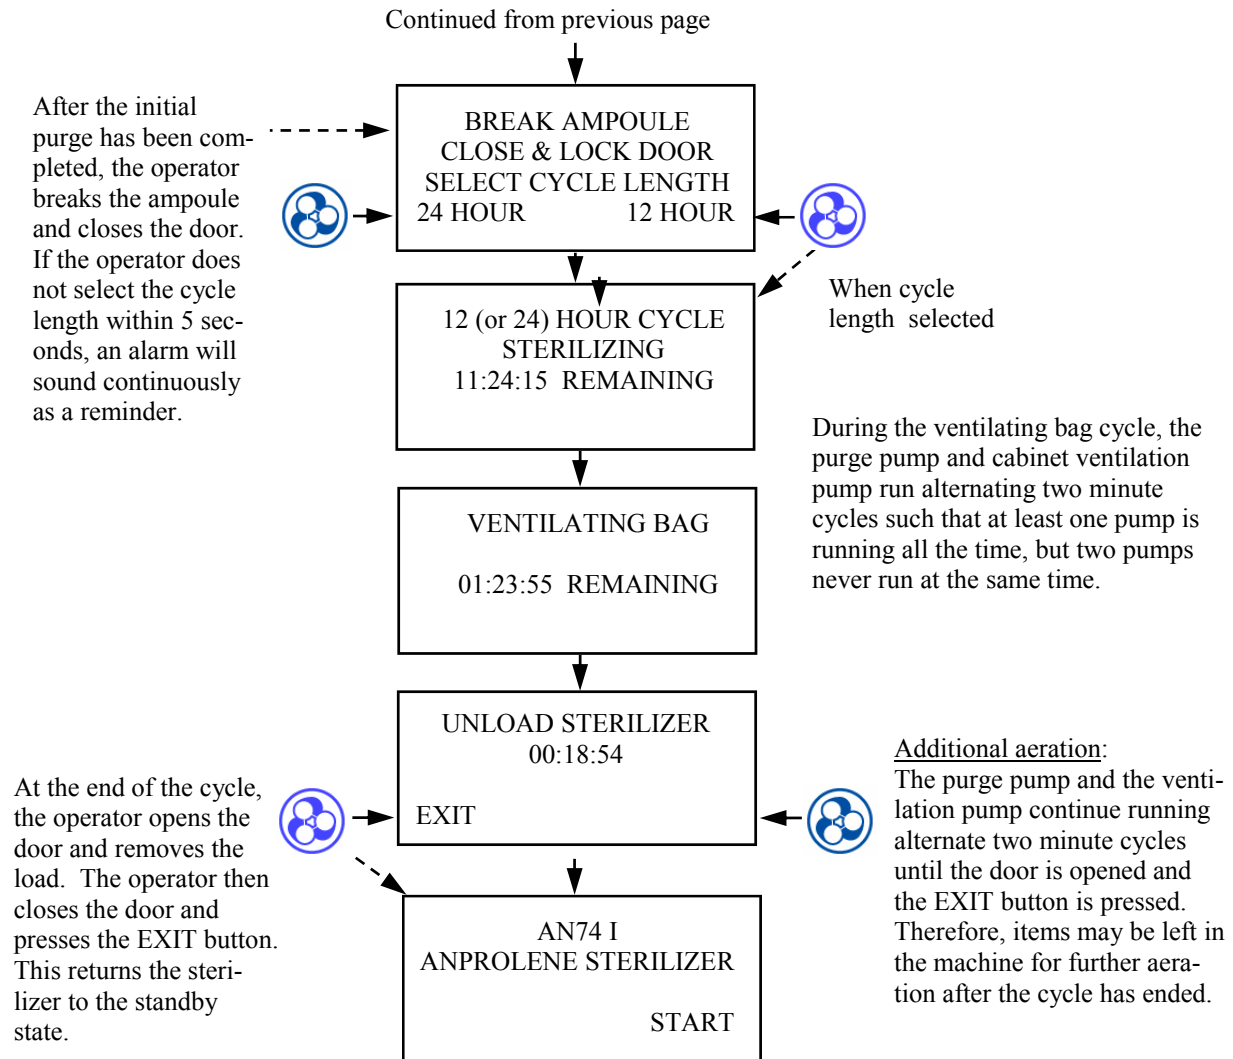 Continued from previous page
After the initial
purge has been com-
pleted, the operator
breaks the ampoule
and closes the door.
If the operator does
not select the cycle
length within 5 sec-
onds, an alarm will
sound continuously
as a reminder.
BREAK AMPOULE
CLOSE & LOCK DOOR
SELECT CYCLE LENGTH
24 HOUR 12 HOUR
When cycle
length selected
12 (or 24) HOUR CYCLE
STERILIZING
11:24:15 REMAINING
During the ventilating bag cycle, the
purge pump and cabinet ventilation
pump run alternating two minute
cycles such that at least one pump is
running all the time, but two pumps
never run at the same time.
VENTILATING BAG
01:23:55 REMAINING
UNLOAD STERILIZER
00:18:54
EXIT
Additional aeration:
The purge pump and the venti-
lation pump continue running
alternate two minute cycles
until the door is opened and
the EXIT button is pressed.
Therefore, items may be left in
the machine for further aera-
tion after the cycle has ended.
At the end of the cycle,
the operator opens the
door and removes the
load. The operator then
closes the door and
presses the EXIT button.
This returns the steri-
lizer to the standby
state.
AN74 I
ANPROLENE STERILIZER
START